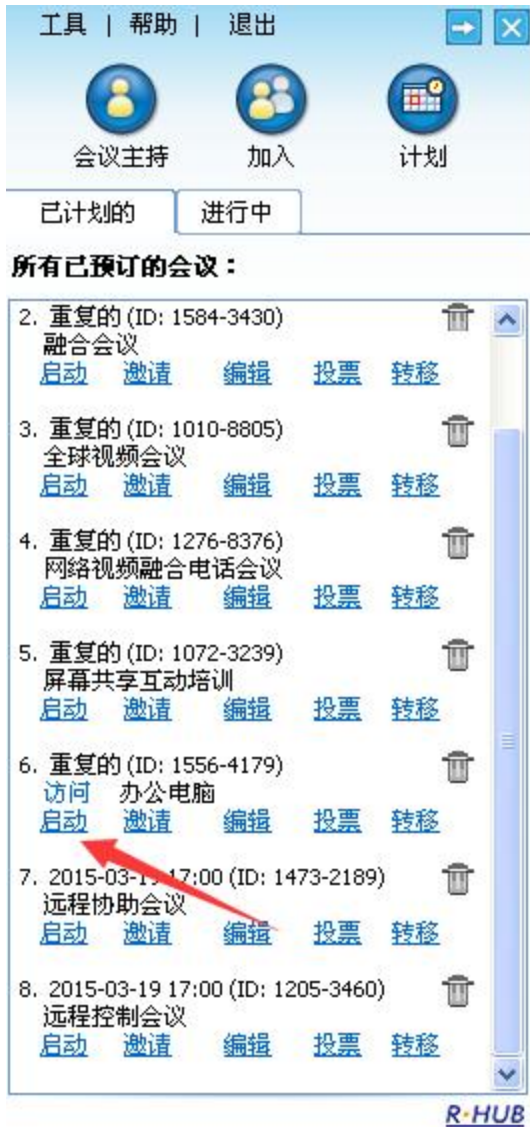 工具 | 帮助 | 退出
会议主持 加入 计划
已计划的 进行中
所有已预订的会议：
2. 重复的 (ID: 1584-3430)
融合会议
启动 邀请 编辑 投票 转移
3. 重复的 (ID: 1010-8805)
全球视频会议
启动 邀请 编辑 投票 转移
4. 重复的 (ID: 1276-8376)
网络视频融合电话会议
启动 邀请 编辑 投票 转移
5. 重复的 (ID: 1072-3239)
屏幕共享互动培训
启动 邀请 编辑 投票 转移
6. 重复的 (ID: 1556-4179)
访问 办公电脑
启动 邀请 编辑 投票 转移
7. 2015-03-19 17:00 (ID: 1473-2189)
远程协助会议
启动 邀请 编辑 投票 转移
8. 2015-03-19 17:00 (ID: 1205-3460)
远程控制会议
启动 邀请 编辑 投票 转移
R·HUB